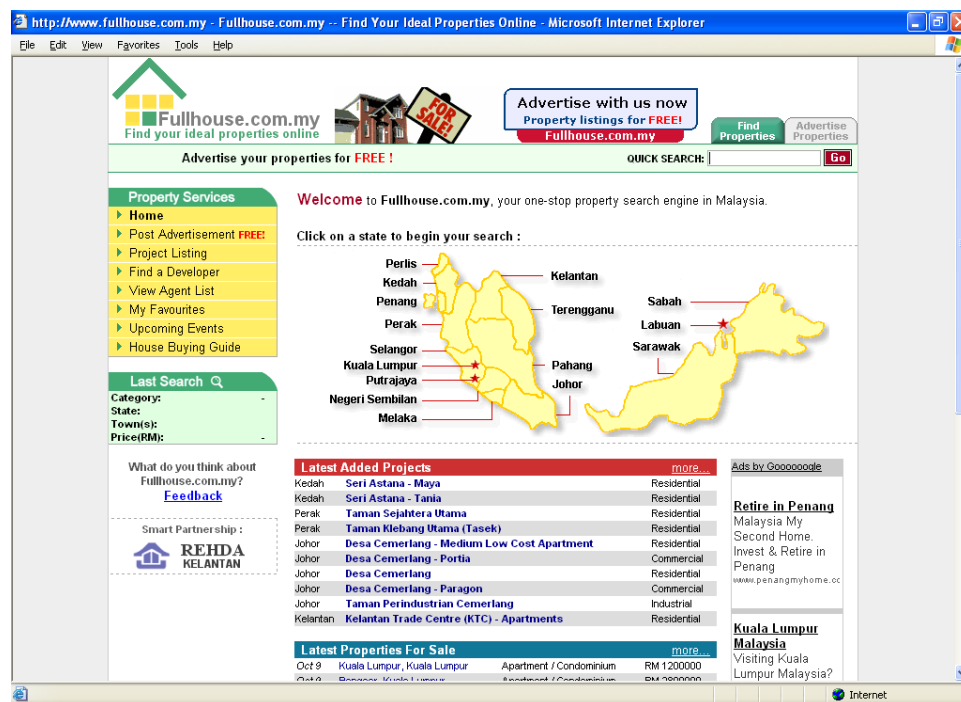 http://www.fullhouse.com.my - Fullhouse.com.my -- Find Your Ideal Properties Online - Microsoft Internet Explorer
File Edit View Favorites Tools Help
Fullhouse.com.my
Find your ideal properties online
FOR SALE!
Advertise with us now
Property listings for FREE!
Fullhouse.com.my
Find Properties
Advertise Properties
Advertise your properties for FREE !
QUICK SEARCH: Go
Property Services
Home
Post Advertisement FREE!
Project Listing
Find a Developer
View Agent List
My Favourites
Upcoming Events
House Buying Guide
Last Search
Category: -
State:
Town(s):
Price(RM): -
What do you think about
Fullhouse.com.my?
Feedback
Smart Partnership :
REHDA
KELANTAN
Welcome to Fullhouse.com.my, your one-stop property search engine in Malaysia.
Click on a state to begin your search :
Perlis
Kedah
Penang
Perak
Selangor
Kuala Lumpur
Putrajaya
Negeri Sembilan
Melaka
Kelantan
Terengganu
Pahang
Johor
Sabah
Labuan
Sarawak
Latest Added Projects more...
Kedah Seri Astana - Maya Residential
Kedah Seri Astana - Tania Residential
Perak Taman Sejahtera Utama Residential
Perak Taman Klebang Utama (Tasek) Residential
Johor Desa Cemerlang - Medium Low Cost Apartment Residential
Johor Desa Cemerlang - Portia Commercial
Johor Desa Cemerlang Residential
Johor Desa Cemerlang - Paragon Commercial
Johor Taman Perindustrian Cemerlang Industrial
Kelantan Kelantan Trade Centre (KTC) - Apartments Residential
Latest Properties For Sale more...
Oct 9 Kuala Lumpur, Kuala Lumpur Apartment / Condominium RM 1200000
Ads by Goooooogle
Retire in Penang
Malaysia My
Second Home.
Invest & Retire in
Penang
www.penangmyhome.cc
Kuala Lumpur
Malaysia
Visiting Kuala
Lumpur Malaysia?
Internet